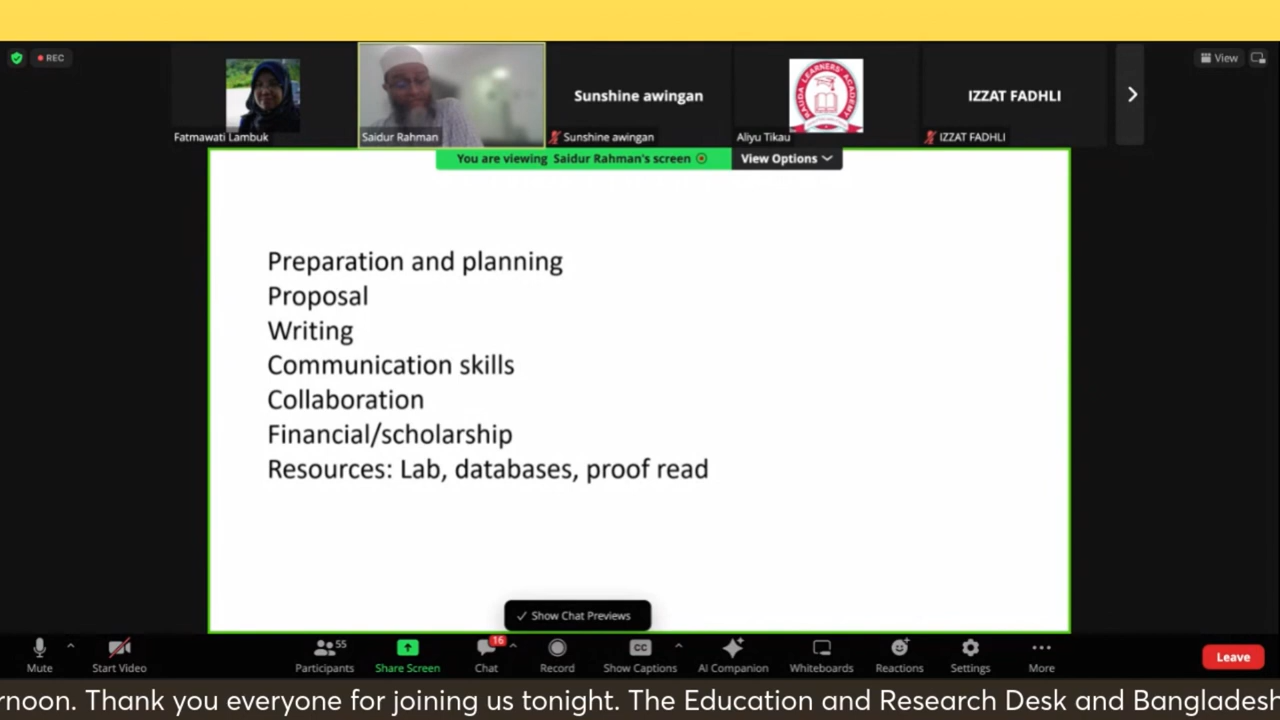 REC
View
Sunshine awingan
RAUDA LEARNERS' ACADEMY
IZZAT FADHLI
Fatmawati Lambuk
Saidur Rahman
Sunshine awingan
Aliyu Tikau
IZZAT FADHLI
You are viewing Saidur Rahman's screen
View Options
Preparation and planning
Proposal
Writing
Communication skills
Collaboration
Financial/scholarship
Resources: Lab, databases, proof read
Show Chat Previews
55
16
CC
Mute
Start Video
Participants
Share Screen
Chat
Record
Show Captions
AI Companion
Whiteboards
Reactions
Settings
More
Leave
rnoon. Thank you everyone for joining us tonight. The Education and Research Desk and Bangladesh